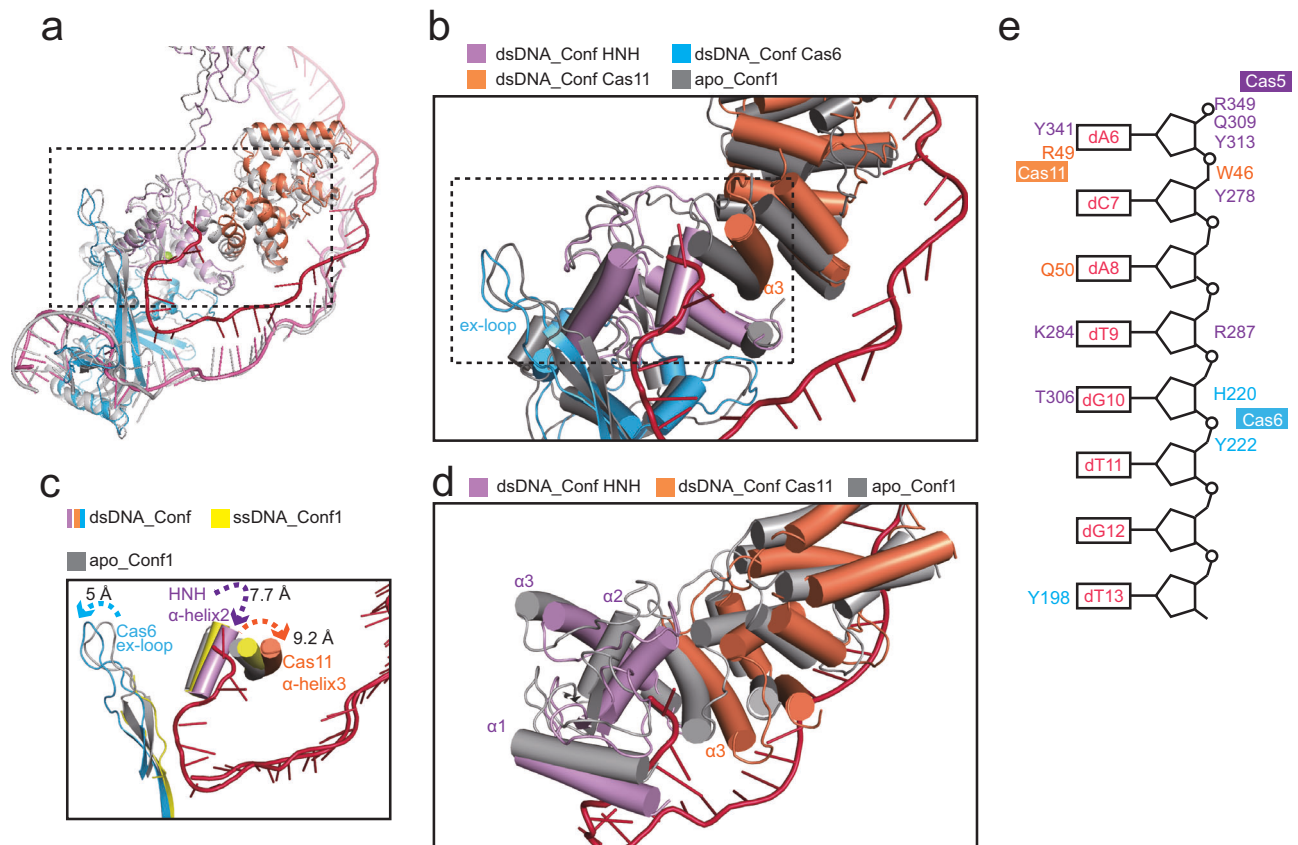 a
b
dsDNA_Conf HNH
dsDNA_Conf Cas6
dsDNA_Conf Cas11
apo_Conf1
ex-loop
α3
c
dsDNA_Conf
ssDNA_Conf1
apo_Conf1
5 Å
HNH
7.7 Å
α-helix2
Cas6
ex-loop
9.2 Å
Cas11
α-helix3
d
dsDNA_Conf HNH
dsDNA_Conf Cas11
apo_Conf1
α3
α2
α1
α3
e
Cas5
R349
Q309
Y341
dA6
Y313
R49
Cas11
W46
dC7
Y278
Q50
dA8
K284
dT9
R287
T306
dG10
H220
Cas6
Y222
dT11
dG12
Y198
dT13